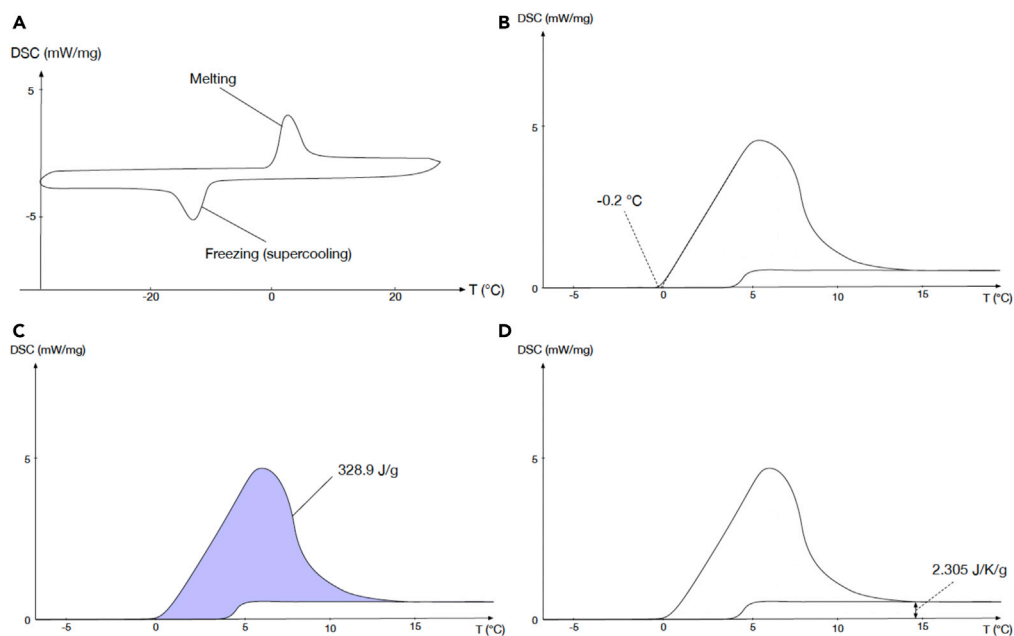 A
DSC (mW/mg)
5
Melting
-5
Freezing (supercooling)
-20
0
20
T (°C)
B
DSC (mW/mg)
5
-0.2 °C
0
-5
0
5
10
15
T (°C)
C
DSC (mW/mg)
5
328.9 J/g
0
-5
0
5
10
15
T (°C)
D
DSC (mW/mg)
5
2.305 J/K/g
0
-5
0
5
10
15
T (°C)